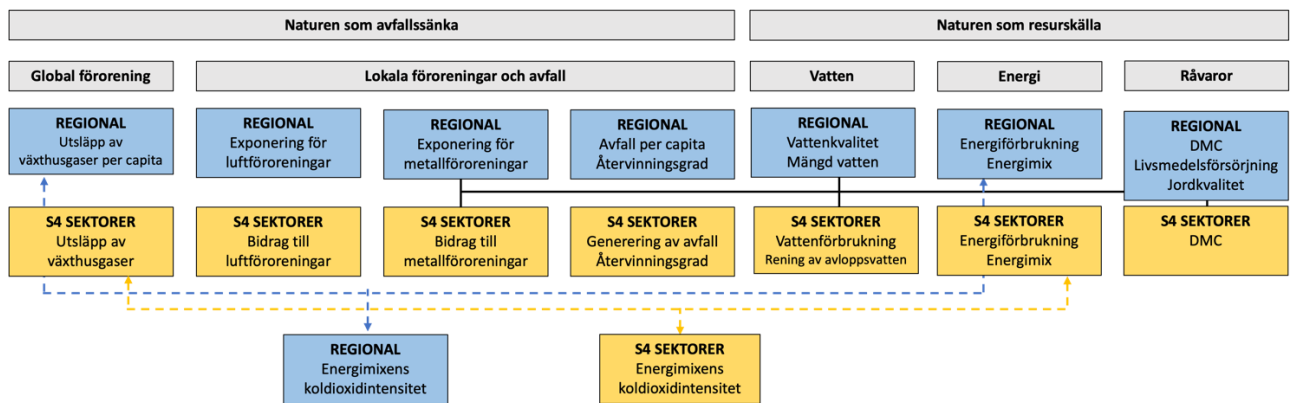 Naturen som avfallssänka
Naturen som resurskälla
Global förorening
Lokala föroreningar och avfall
Vatten
Energi
Råvaror
REGIONAL
Utsläpp av
växthusgaser per capita
REGIONAL
Exponering för
luftföroreningar
REGIONAL
Exponering för
metallföroreningar
REGIONAL
Avfall per capita
Återvinningsgrad
REGIONAL
Vattenkvalitet
Mängd vatten
REGIONAL
Energiförbrukning
Energimix
REGIONAL
DMC
Livsmedelsförsörjning
Jordkvalitet
S4 SEKTORER
Utsläpp av
växthusgaser
S4 SEKTORER
Bidrag till
luftföroreningar
S4 SEKTORER
Bidrag till
metallföroreningar
S4 SEKTORER
Generering av avfall
Återvinningsgrad
S4 SEKTORER
Vattenförbrukning
Rening av avloppsvatten
S4 SEKTORER
Energiförbrukning
Energimix
S4 SEKTORER
DMC
REGIONAL
Energimixens
koldioxidintensitet
S4 SEKTORER
Energimixens
koldioxidintensitet